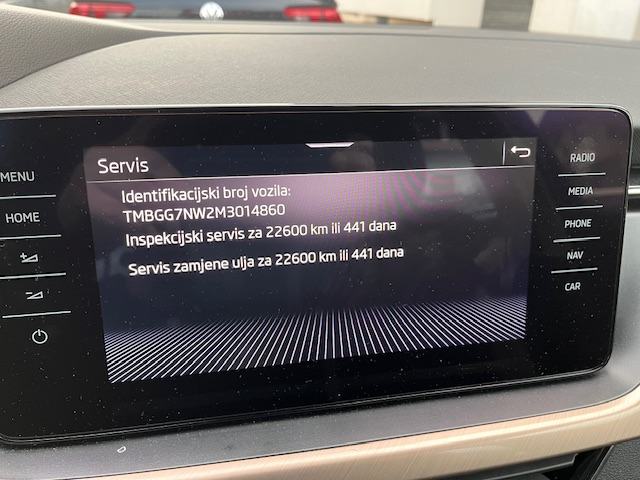 Servis
Identifikacijski broj vozila:
TMBGG7NW2M3014860
Inspekcijski servis za 22600 km ili 441 dana
Servis zamjene ulja za 22600 km ili 441 dana
MENU
HOME
RADIO
MEDIA
PHONE
NAV
CAR